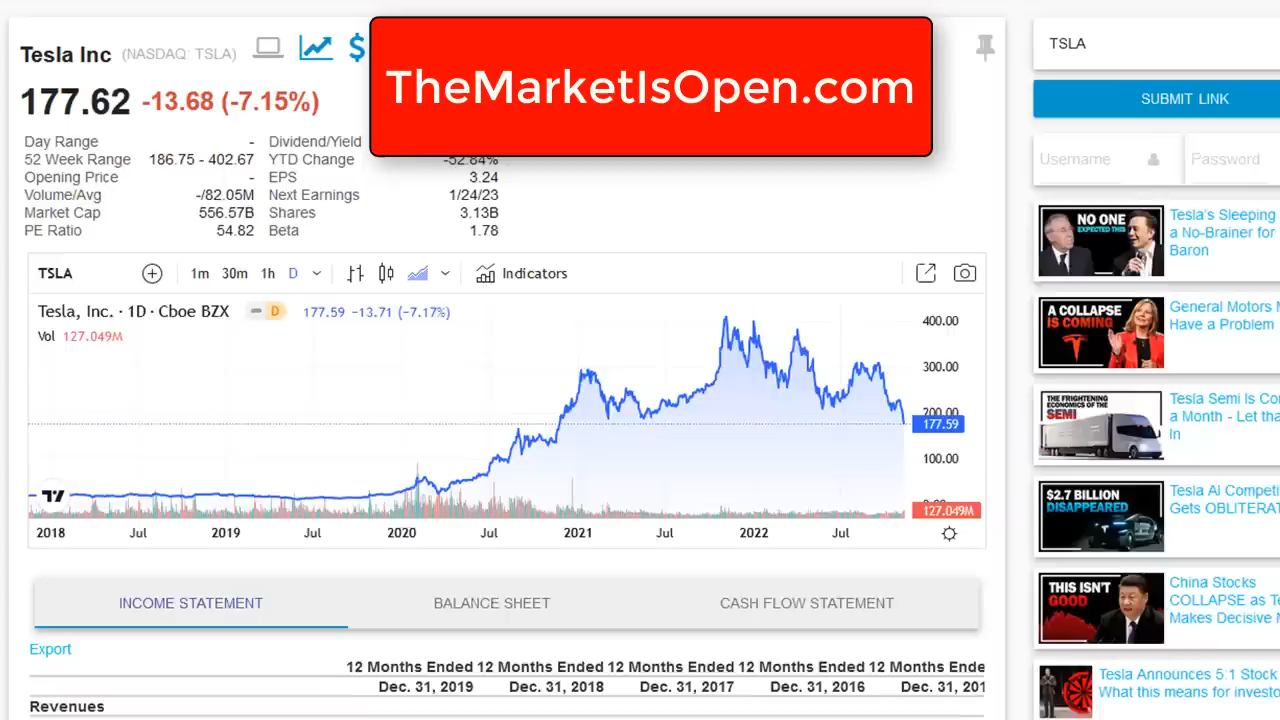 Tesla Inc (NASDAQ: TSLA)
TheMarketIsOpen.com
177.62 -13.68 (-7.15%)
Day Range - Dividend/Yield
52 Week Range 186.75 - 402.67 YTD Change -52.84%
Opening Price - EPS 3.24
Volume/Avg -/82.05M Next Earnings 1/24/23
Market Cap 556.57B Shares 3.13B
PE Ratio 54.82 Beta 1.78
TSLA 1m 30m 1h D Indicators
Tesla, Inc. · 1D · Cboe BZX D 177.59 -13.71 (-7.17%)
Vol 127.049M
400.00
300.00
200.00
177.59
100.00
127.049M
2018 Jul 2019 Jul 2020 Jul 2021 Jul 2022 Jul
INCOME STATEMENT BALANCE SHEET CASH FLOW STATEMENT
Export
12 Months Ended 12 Months Ended 12 Months Ended 12 Months Ended 12 Months Ende
Dec. 31, 2019 Dec. 31, 2018 Dec. 31, 2017 Dec. 31, 2016 Dec. 31, 201
Revenues
TSLA
SUBMIT LINK
Username Password
NO ONE
EXPECTED THIS
Tesla's Sleeping
a No-Brainer for
Baron
A COLLAPSE
IS COMING
General Motors
Have a Problem
THE FRIGHTENING
ECONOMICS OF THE
SEMI
Tesla Semi Is Co
a Month - Let tha
In
$2.7 BILLION
DISAPPEARED
Tesla Ai Competi
Gets OBLITERAT
THIS ISN'T
GOOD
China Stocks
COLLAPSE as Te
Makes Decisive
Tesla Announces 5:1 Stock
What this means for investo